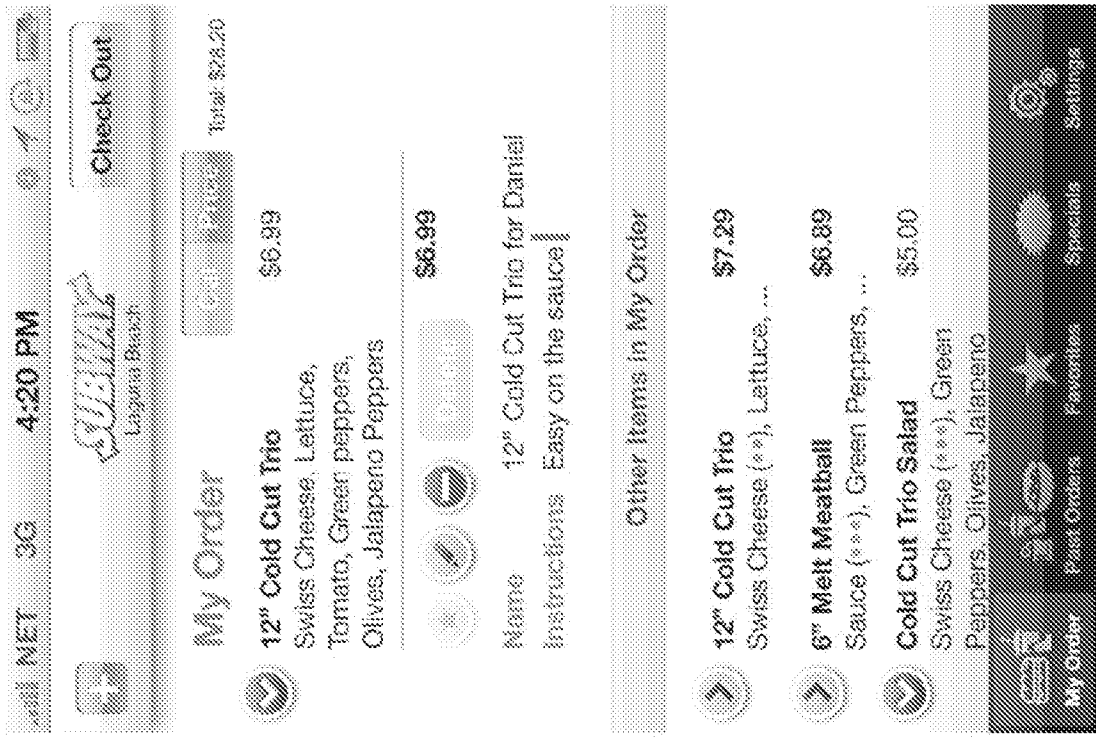 NET 3G 4:20 PM
SUBWAY
Laguna Beach
Check Out
My Order
Total: $28.20
12" Cold Cut Trio $6.99
Swiss Cheese, Lettuce,
Tomato, Green peppers,
Olives, Jalapeno Peppers
$6.99
Name 12" Cold Cut Trio for Daniel
Instructions Easy on the sauce
Other Items in My Order
12" Cold Cut Trio $7.29
Swiss Cheese (**), Lettuce, ...
6" Melt Meatball $6.89
Sauce (***), Green Peppers, ...
Cold Cut Trio Salad $5.00
Swiss Cheese (***), Green
Peppers, Olives, Jalapeno
My Order Past Orders Favorites Specials Settings